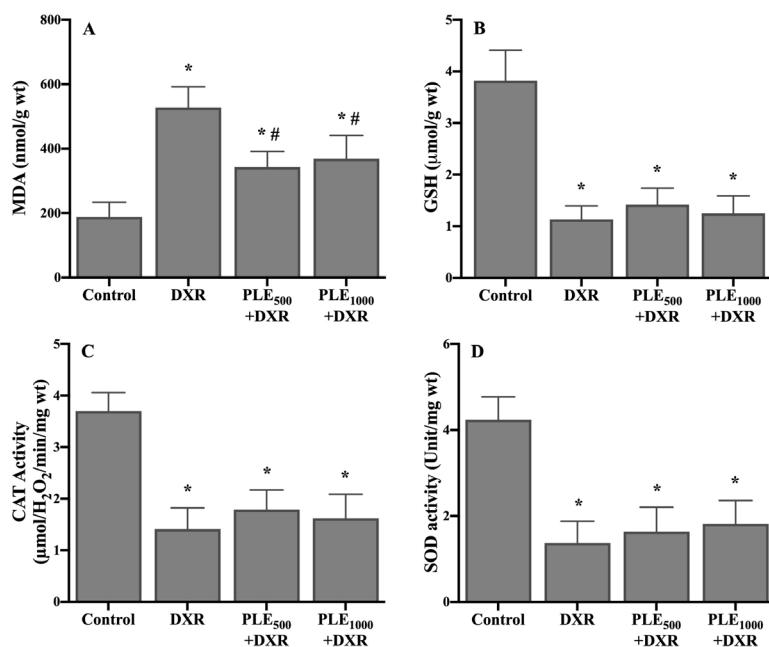 A
MDA (nmol/g wt)
800
600
400
200
0
*
* #
* #
Control
DXR
PLE500
+DXR
PLE1000
+DXR
B
GSH (μmol/g wt)
5
4
3
2
1
0
*
*
*
Control
DXR
PLE500
+DXR
PLE1000
+DXR
C
CAT Activity
(μmol/H2O2/min/mg wt)
5
4
3
2
1
0
*
*
*
Control
DXR
PLE500
+DXR
PLE1000
+DXR
D
SOD activity (Unit/mg wt)
6
4
2
0
*
*
*
Control
DXR
PLE500
+DXR
PLE1000
+DXR